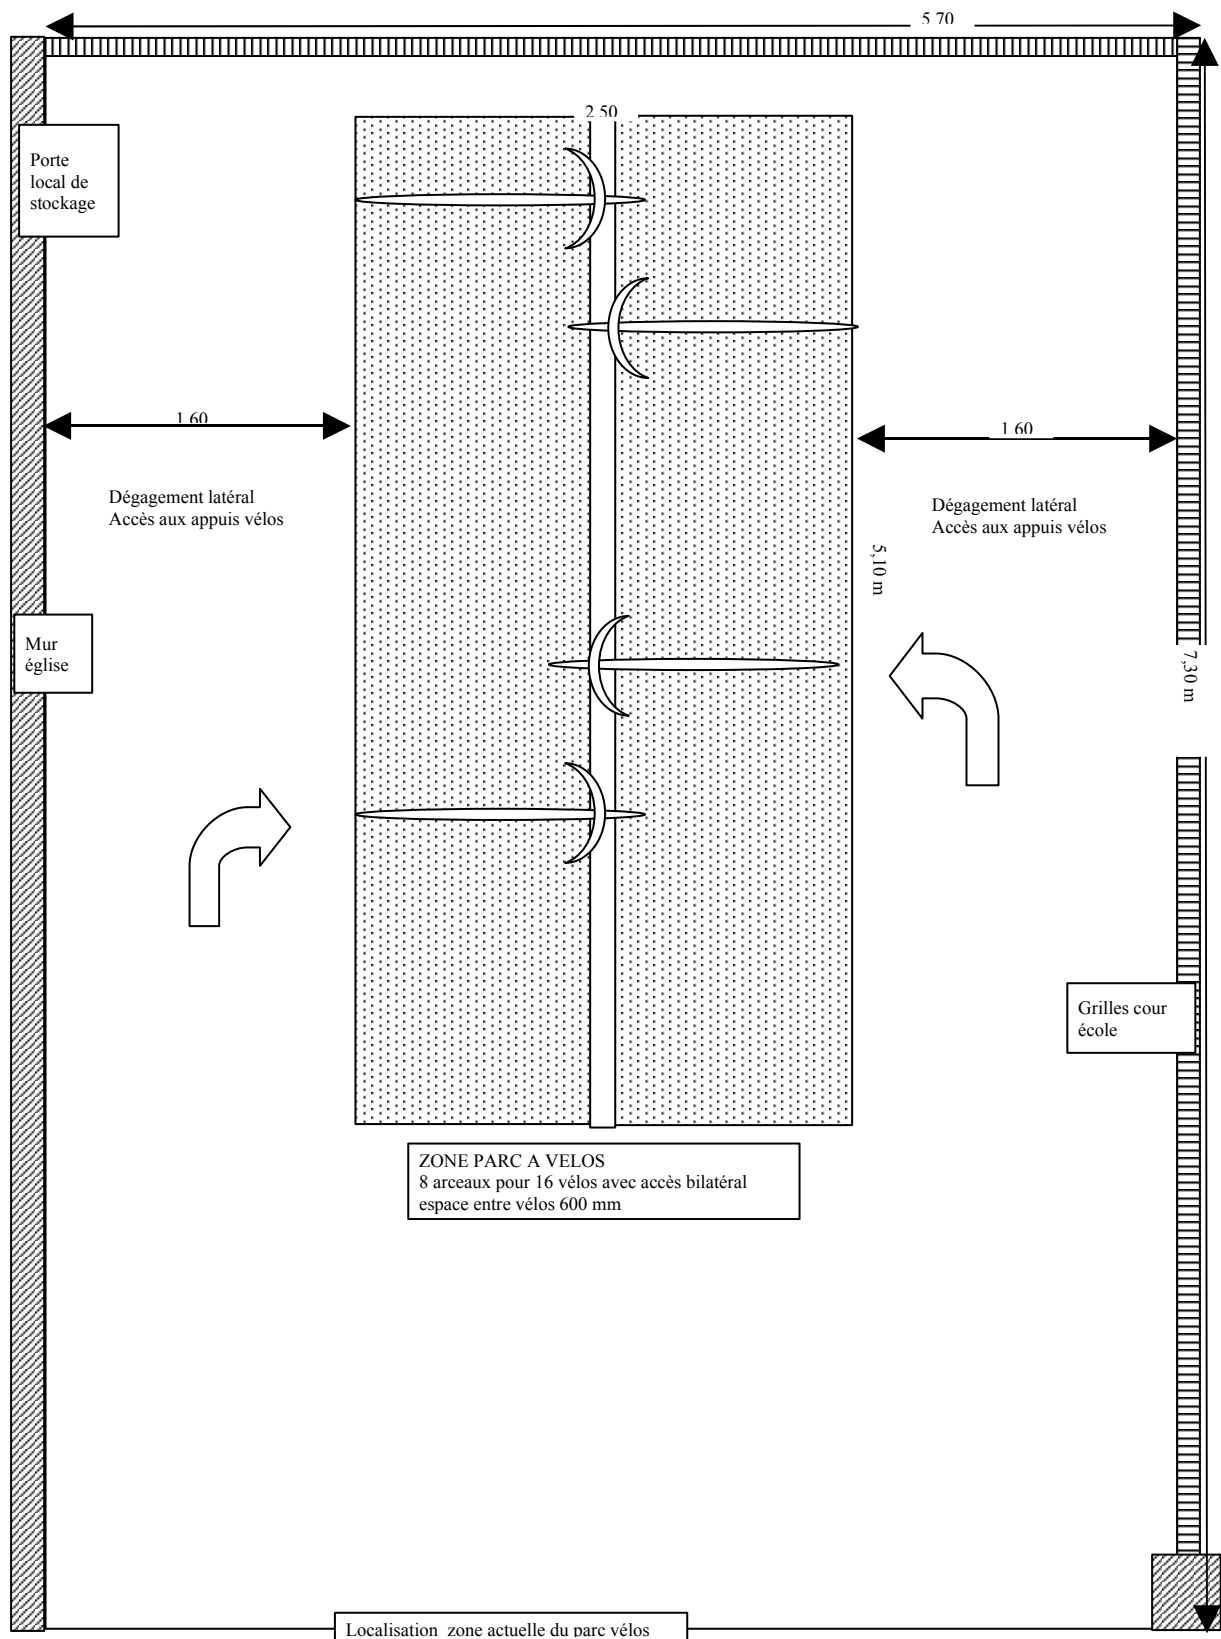 5.70
2.50
Porte
local de
stockage
1.60
1.60
Dégagement latéral
Accès aux appuis vélos
Dégagement latéral
Accès aux appuis vélos
5,10 m
Mur
église
7,30 m
Grilles cour
école
ZONE PARC A VELOS
8 arceaux pour 16 vélos avec accès bilatéral
espace entre vélos 600 mm
Localisation zone actuelle du parc vélos